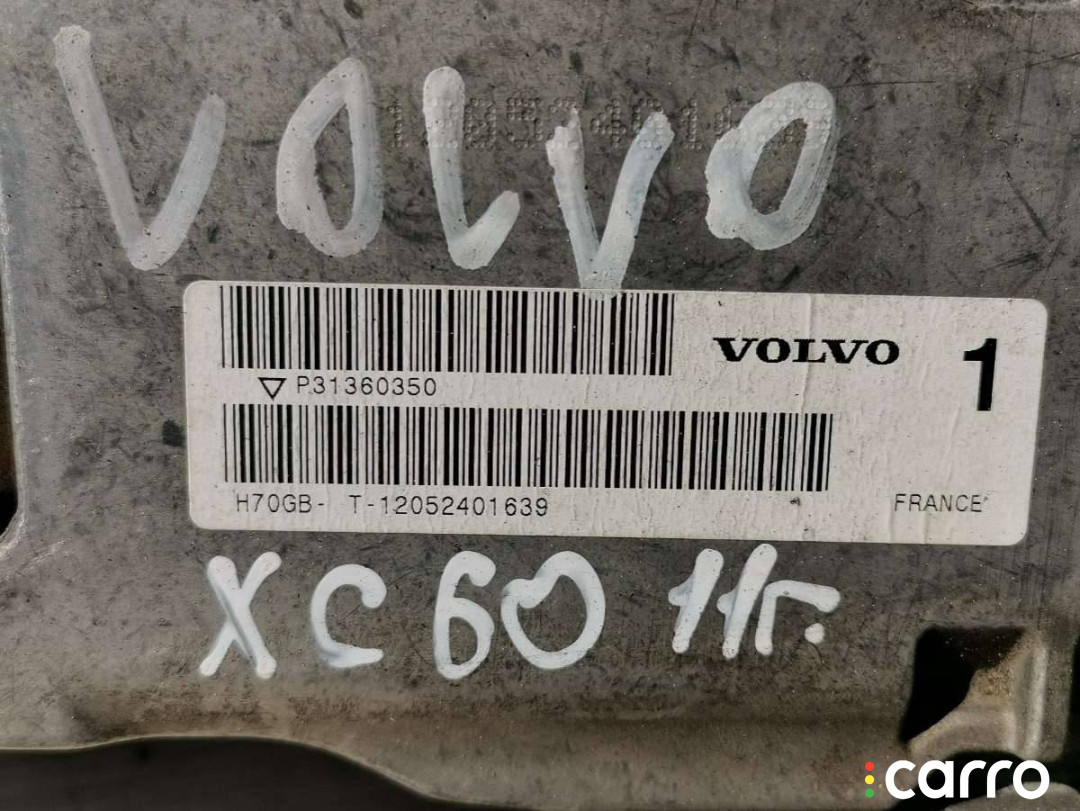 VOLVO
VOLVO 1
▽ P31360350
H70GB- T-12052401639
FRANCE
XC60 11г.
carro